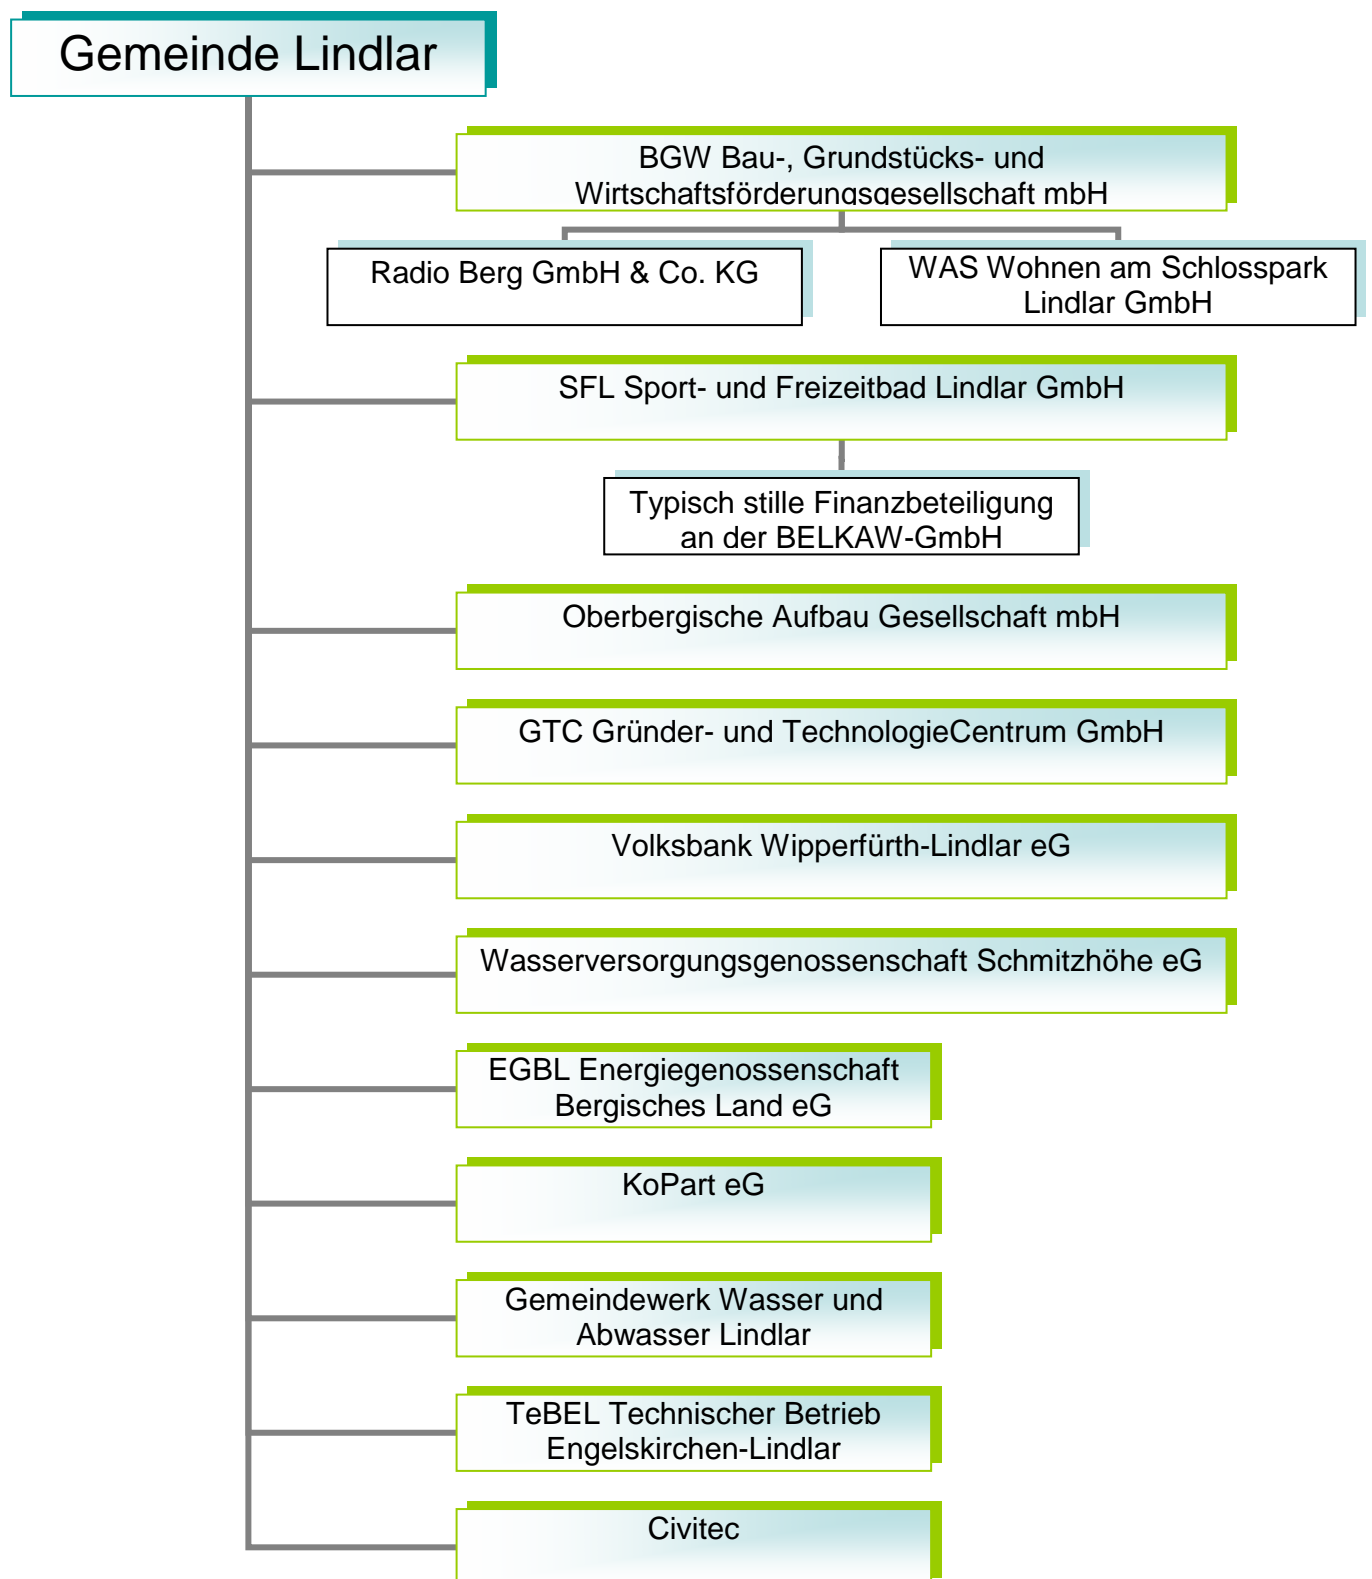 Gemeinde Lindlar
BGW Bau-, Grundstücks- und
Wirtschaftsförderungsgesellschaft mbH
Radio Berg GmbH & Co. KG
WAS Wohnen am Schlosspark
Lindlar GmbH
SFL Sport- und Freizeitbad Lindlar GmbH
Typisch stille Finanzbeteiligung
an der BELKAW-GmbH
Oberbergische Aufbau Gesellschaft mbH
GTC Gründer- und TechnologieCentrum GmbH
Volksbank Wipperfürth-Lindlar eG
Wasserversorgungsgenossenschaft Schmitzhöhe eG
EGBL Energiegenossenschaft
Bergisches Land eG
KoPart eG
Gemeindewerk Wasser und
Abwasser Lindlar
TeBEL Technischer Betrieb
Engelskirchen-Lindlar
Civitec